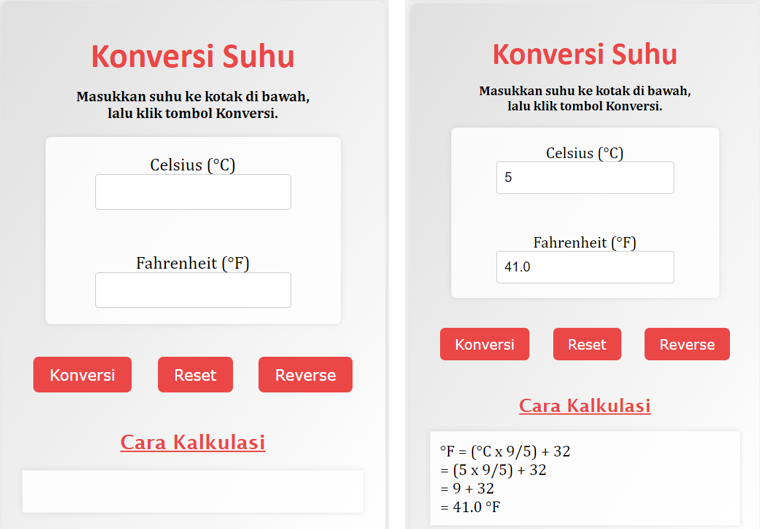 Konversi Suhu
Masukkan suhu ke kotak di bawah,
lalu klik tombol Konversi.
Celsius (°C)
Fahrenheit (°F)
Konversi
Reset
Reverse
Cara Kalkulasi
Konversi Suhu
Masukkan suhu ke kotak di bawah,
lalu klik tombol Konversi.
Celsius (°C)
5
Fahrenheit (°F)
41.0
Konversi
Reset
Reverse
Cara Kalkulasi
°F = (°C x 9/5) + 32
= (5 x 9/5) + 32
= 9 + 32
= 41.0 °F